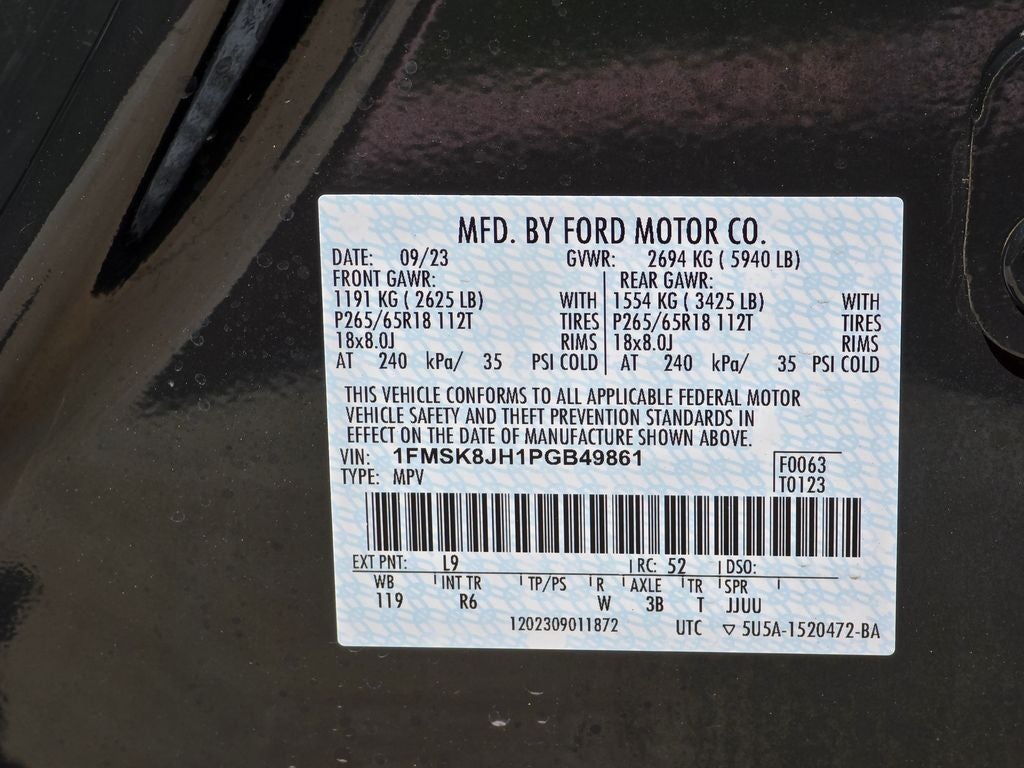 MFD. BY FORD MOTOR CO.
DATE: 09/23 GVWR: 2694 KG ( 5940 LB)
FRONT GAWR: REAR GAWR:
1191 KG ( 2625 LB) WITH 1554 KG ( 3425 LB) WITH
P265/65R18 112T TIRES P265/65R18 112T TIRES
18x8.0J RIMS 18x8.0J RIMS
AT 240 kPa/ 35 PSI COLD AT 240 kPa/ 35 PSI COLD
THIS VEHICLE CONFORMS TO ALL APPLICABLE FEDERAL MOTOR
VEHICLE SAFETY AND THEFT PREVENTION STANDARDS IN
EFFECT ON THE DATE OF MANUFACTURE SHOWN ABOVE.
VIN: 1FMSK8JH1PGB49861 F0063
TYPE: MPV T0123
EXT PNT: L9 RC: 52 DSO:
WB INT TR TP/PS R AXLE TR SPR
119 R6 W 3B T JJUU
1202309011872 UTC ▽ 5U5A-1520472-BA